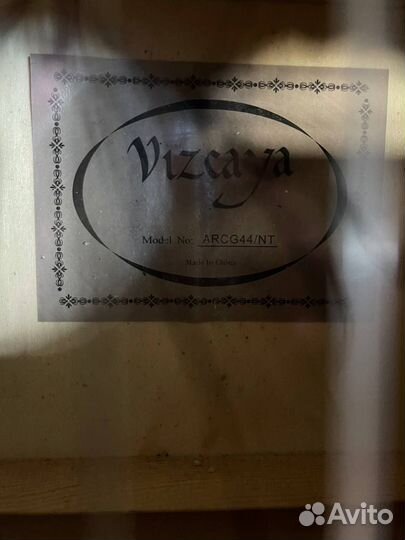 Vizcaya
Model No: ARCG44/NT
Made In China
Avito